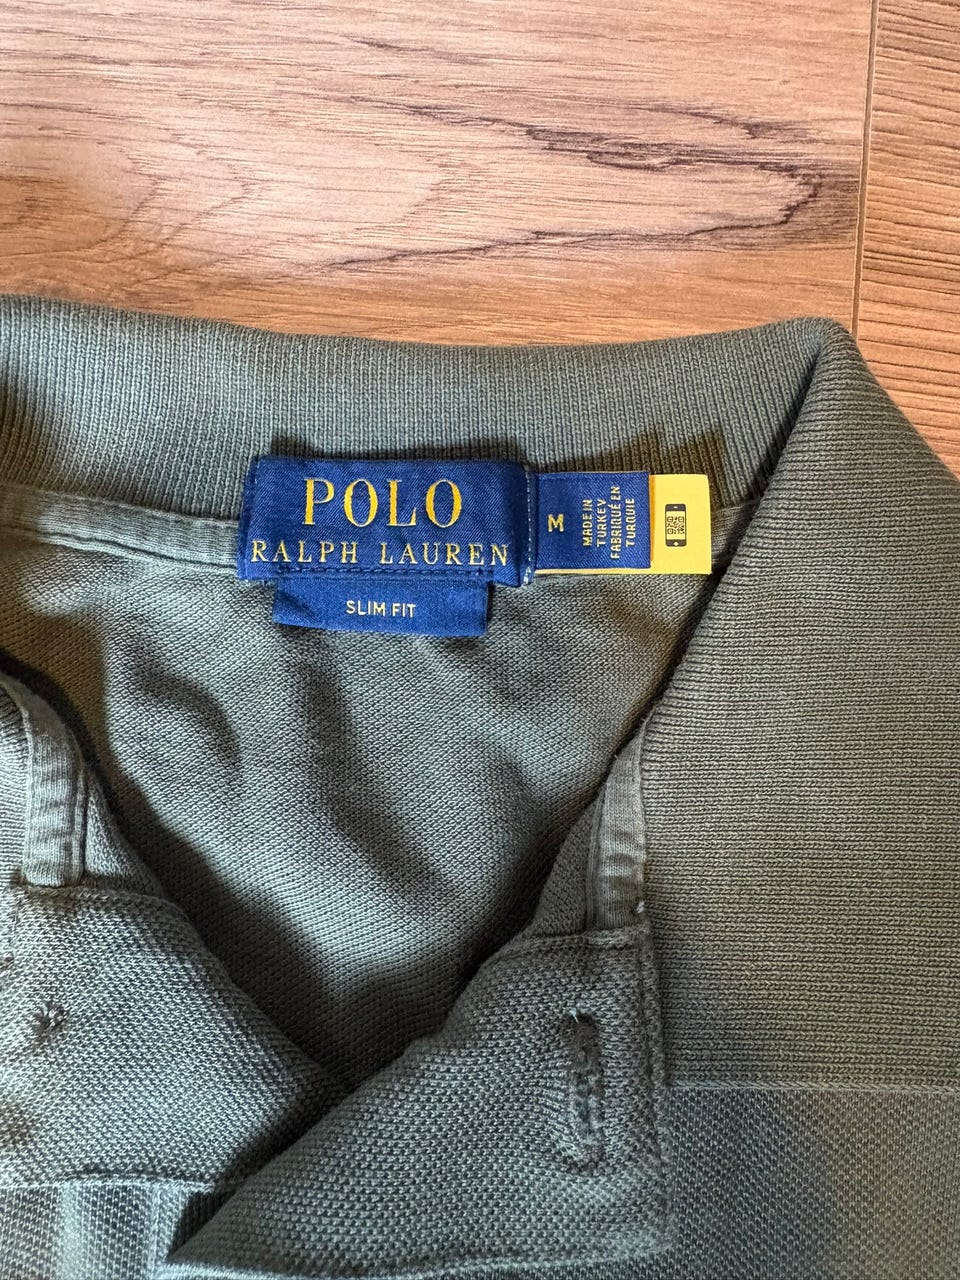 POLO
RALPH LAUREN
SLIM FIT
M
MADE IN
TURKEY
FABRIQUÉ EN
TURQUIE